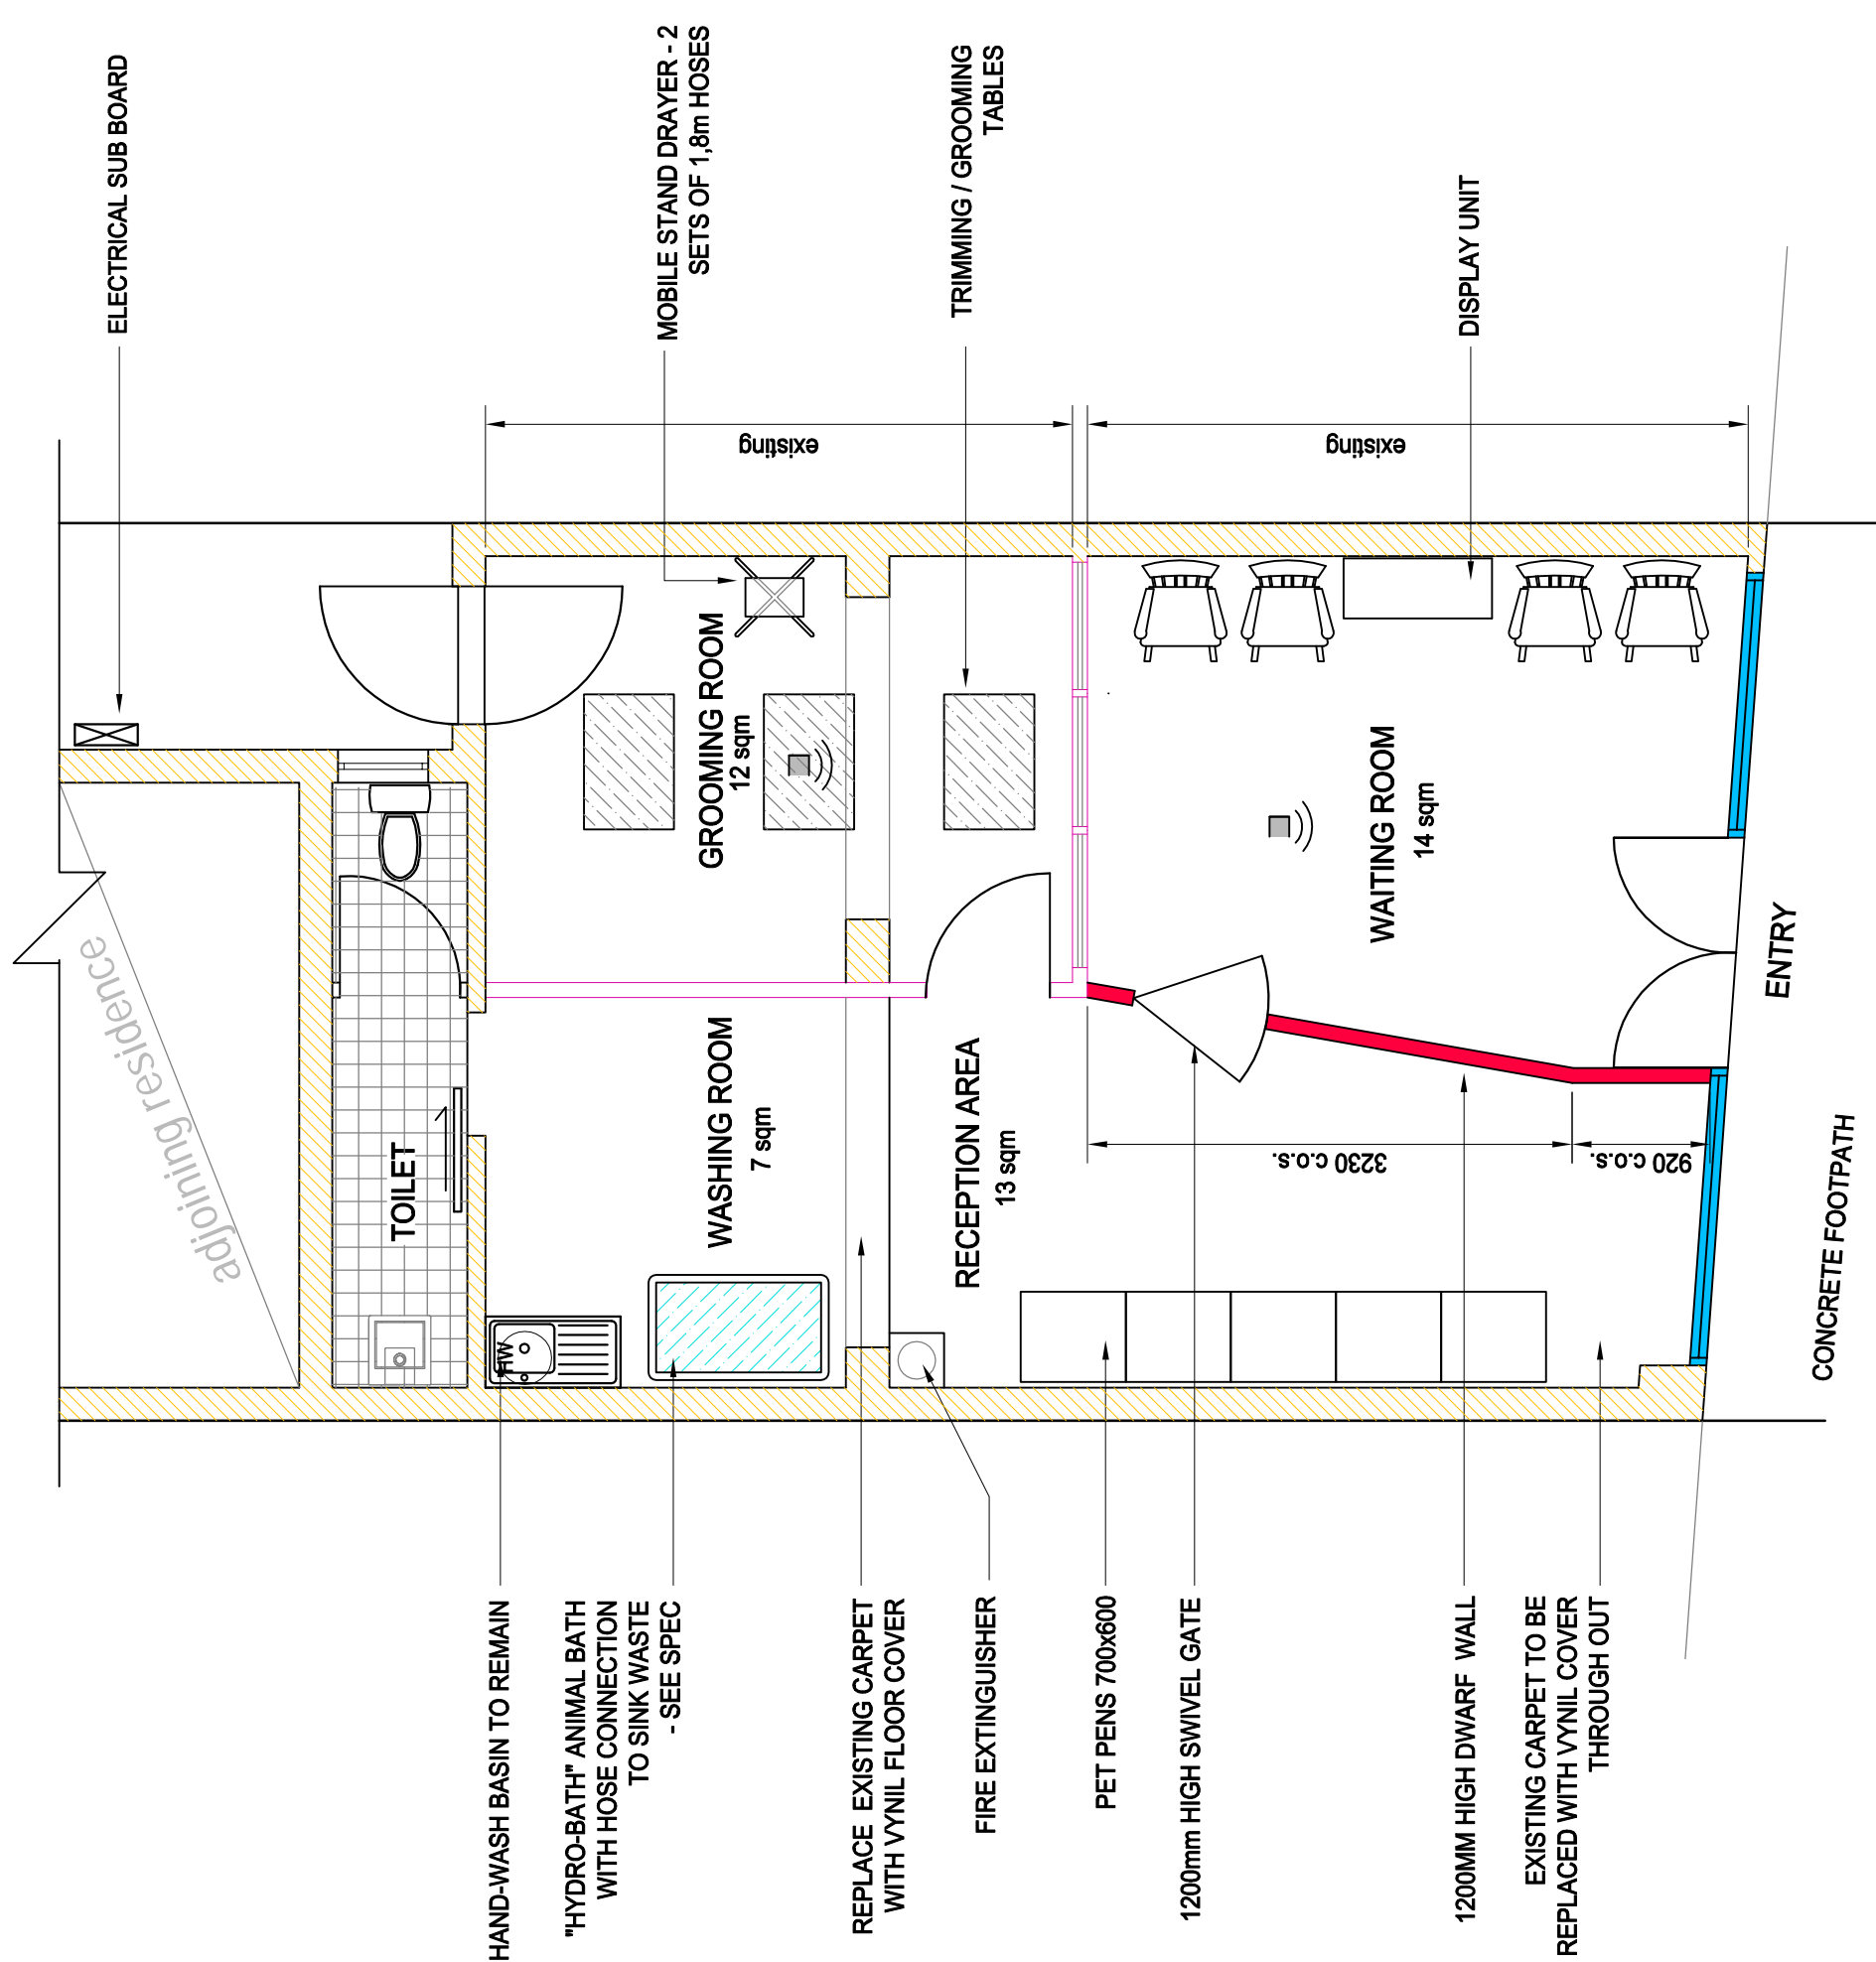 ELECTRICAL SUB BOARD
MOBILE STAND DRAYER - 2
SETS OF 1,8m HOSES
TRIMMING / GROOMING
TABLES
DISPLAY UNIT
existing
existing
adjoining residence
TOILET
GROOMING ROOM
12 sqm
WAITING ROOM
14 sqm
WASHING ROOM
7 sqm
RECEPTION AREA
13 sqm
HW
3230 c.o.s.
920 c.o.s.
ENTRY
CONCRETE FOOTPATH
HAND-WASH BASIN TO REMAIN
"HYDRO-BATH" ANIMAL BATH
WITH HOSE CONNECTION
TO SINK WASTE
- SEE SPEC
REPLACE EXISTING CARPET
WITH VYNIL FLOOR COVER
FIRE EXTINGUISHER
PET PENS 700x600
1200mm HIGH SWIVEL GATE
1200MM HIGH DWARF WALL
EXISTING CARPET TO BE
REPLACED WITH VYNIL COVER
THROUGH OUT